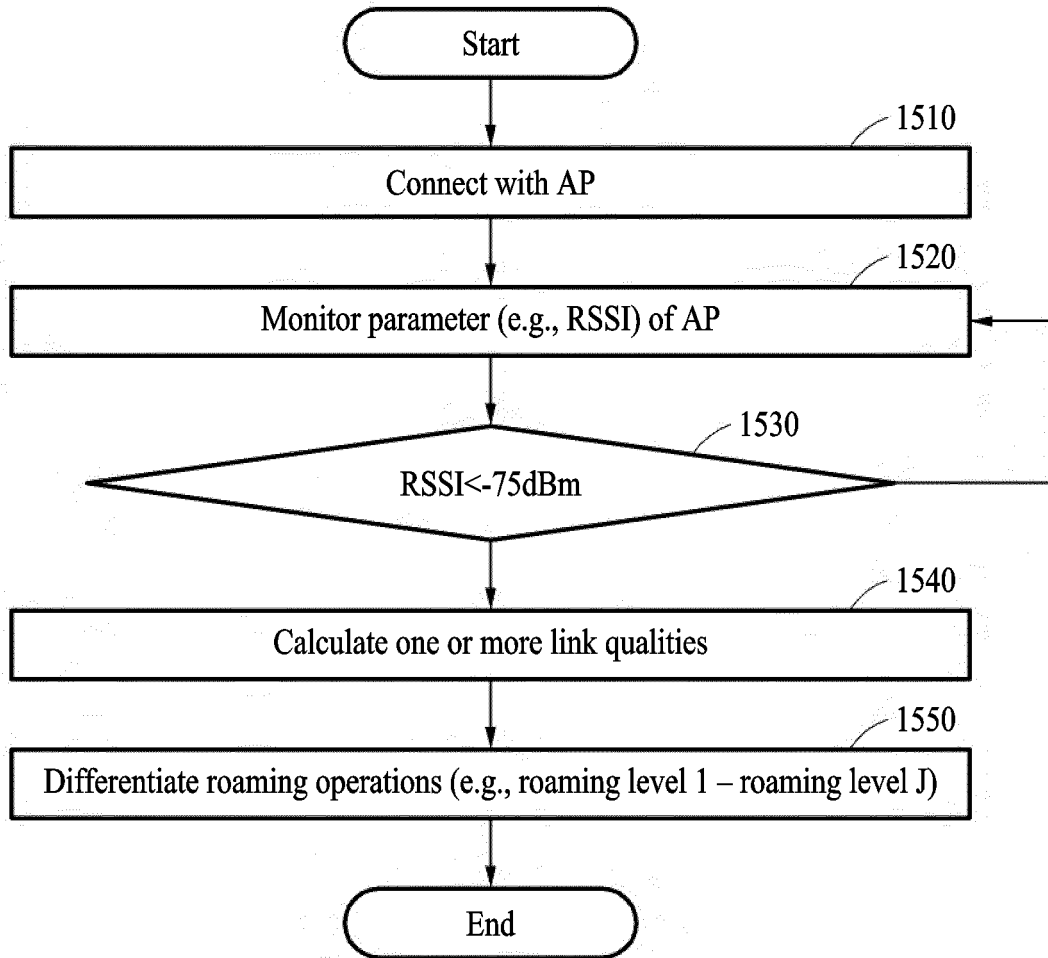 Start
1510
Connect with AP
1520
Monitor parameter (e.g., RSSI) of AP
1530
RSSI<-75dBm
1540
Calculate one or more link qualities
1550
Differentiate roaming operations (e.g., roaming level 1 – roaming level J)
End